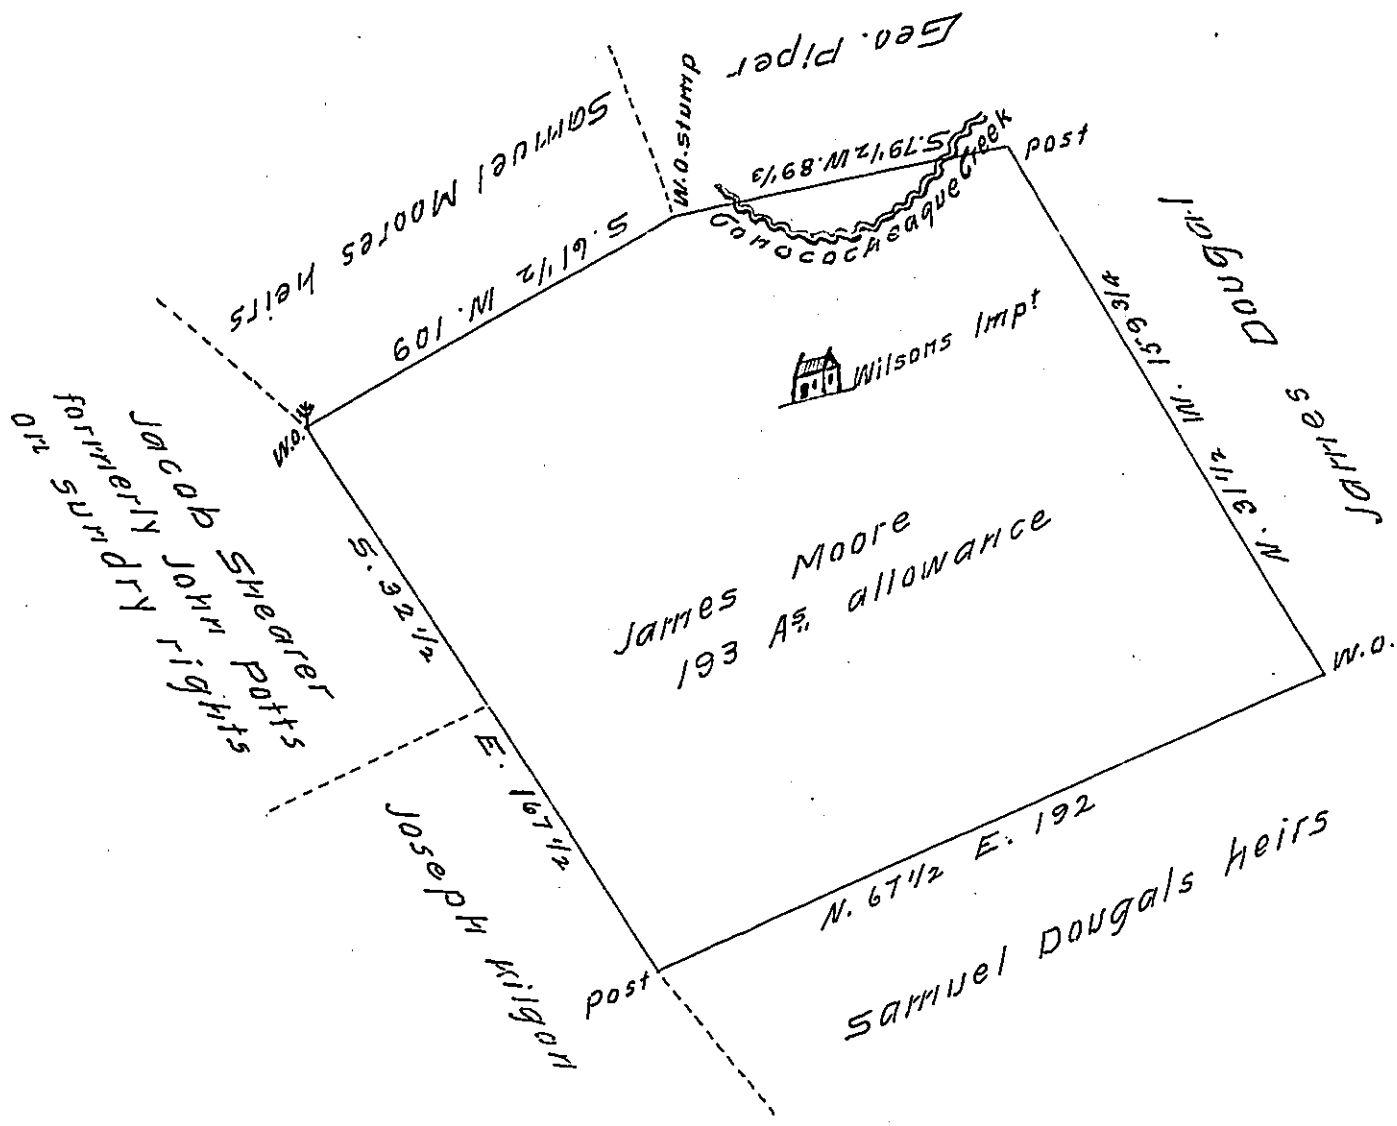 Geo. Piper
Samuel Moores heirs
W.O. stump
S. 79 1/2 W. 89 1/3
post
Conococheaque Creek
S. 61 1/2 W. 109
James Dougal
N. 31 1/2 W. 159 3/4
Wilsons Impt
W.O.
Jacob Shearer
formerly John Potts
on sundry rights
S. 32 1/2 E. 167 1/2
James Moore
193 As. allowance
W.O.
N. 67 1/2 E. 192
Joseph Kilgor
post
Samuel Dougals heirs